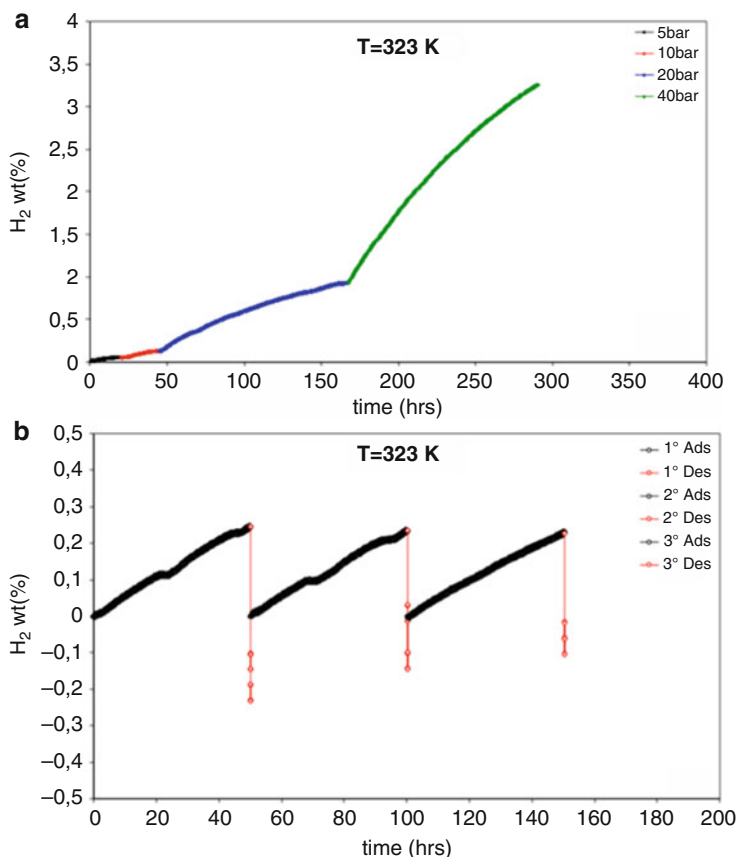 a
T=323 K
5bar
10bar
20bar
40bar
4
3,5
3
2,5
2
1,5
2
0,5
0
H₂ wt(%)
0 50 100 150 200 250 300 350 400
time (hrs)
b
T=323 K
1° Ads
1° Des
2° Ads
2° Des
3° Ads
3° Des
0,5
0,4
0,3
0,2
0,1
0
–0,1
–0,2
–0,3
–0,4
–0,5
H₂ wt(%)
0 20 40 60 80 100 120 140 160 180 200
time (hrs)